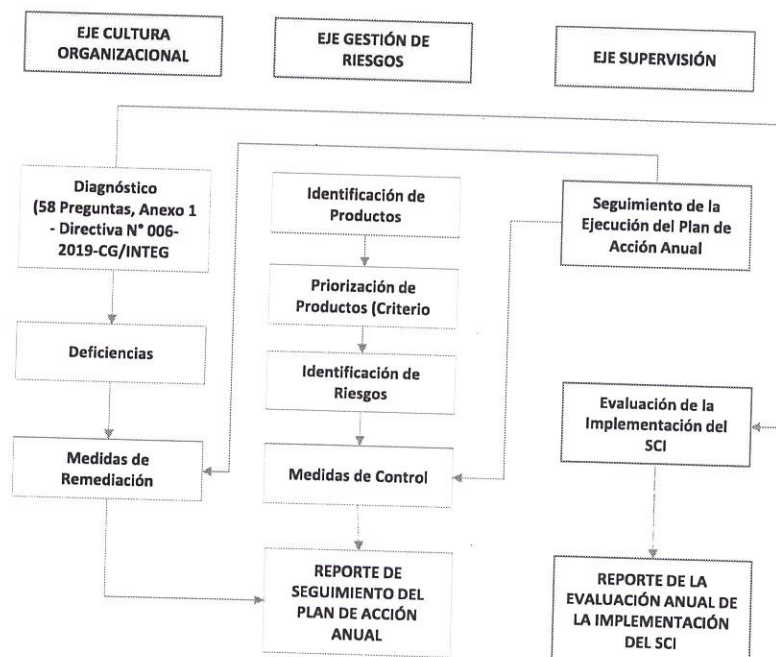 EJE CULTURA
ORGANIZACIONAL
EJE GESTIÓN DE
RIESGOS
EJE SUPERVISIÓN
Diagnóstico
(58 Preguntas, Anexo 1
- Directiva N° 006-
2019-CG/INTEG
Deficiencias
Medidas de
Remediación
Identificación de
Productos
Priorización de
Productos (Criterio
Identificación de
Riesgos
Medidas de Control
REPORTE DE
SEGUIMIENTO DEL
PLAN DE ACCIÓN
ANUAL
Seguimiento de la
Ejecución del Plan de
Acción Anual
Evaluación de la
Implementación del
SCI
REPORTE DE LA
EVALUACIÓN ANUAL DE
LA IMPLEMENTACIÓN
DEL SCI